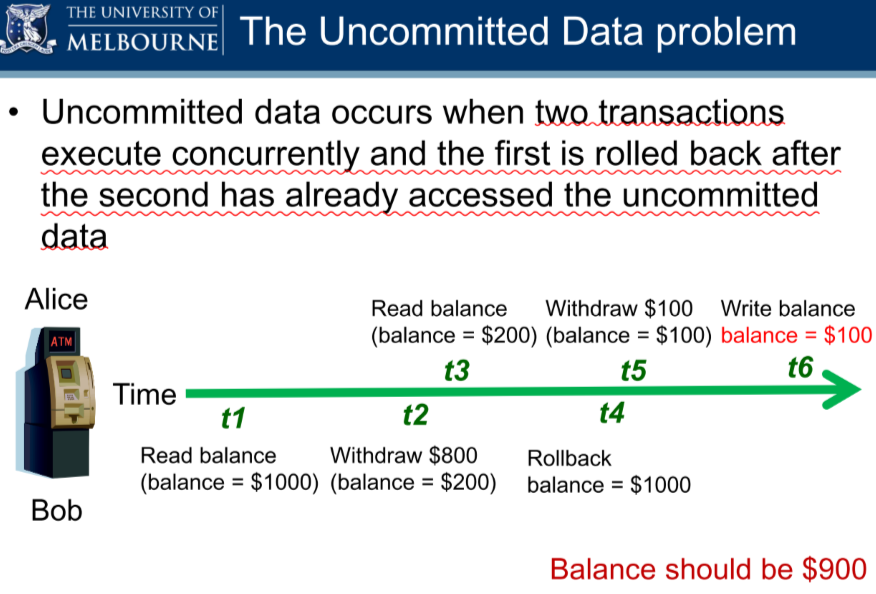 THE UNIVERSITY OF
MELBOURNE
The Uncommitted Data problem
• Uncommitted data occurs when two transactions
execute concurrently and the first is rolled back after
the second has already accessed the uncommitted
data
Alice
ATM
Read balance
(balance = $200)
Withdraw $100
(balance = $100)
Write balance
balance = $100
t3
t5
t6
Time
t1
t2
t4
Read balance
(balance = $1000)
Withdraw $800
(balance = $200)
Rollback
balance = $1000
Bob
Balance should be $900